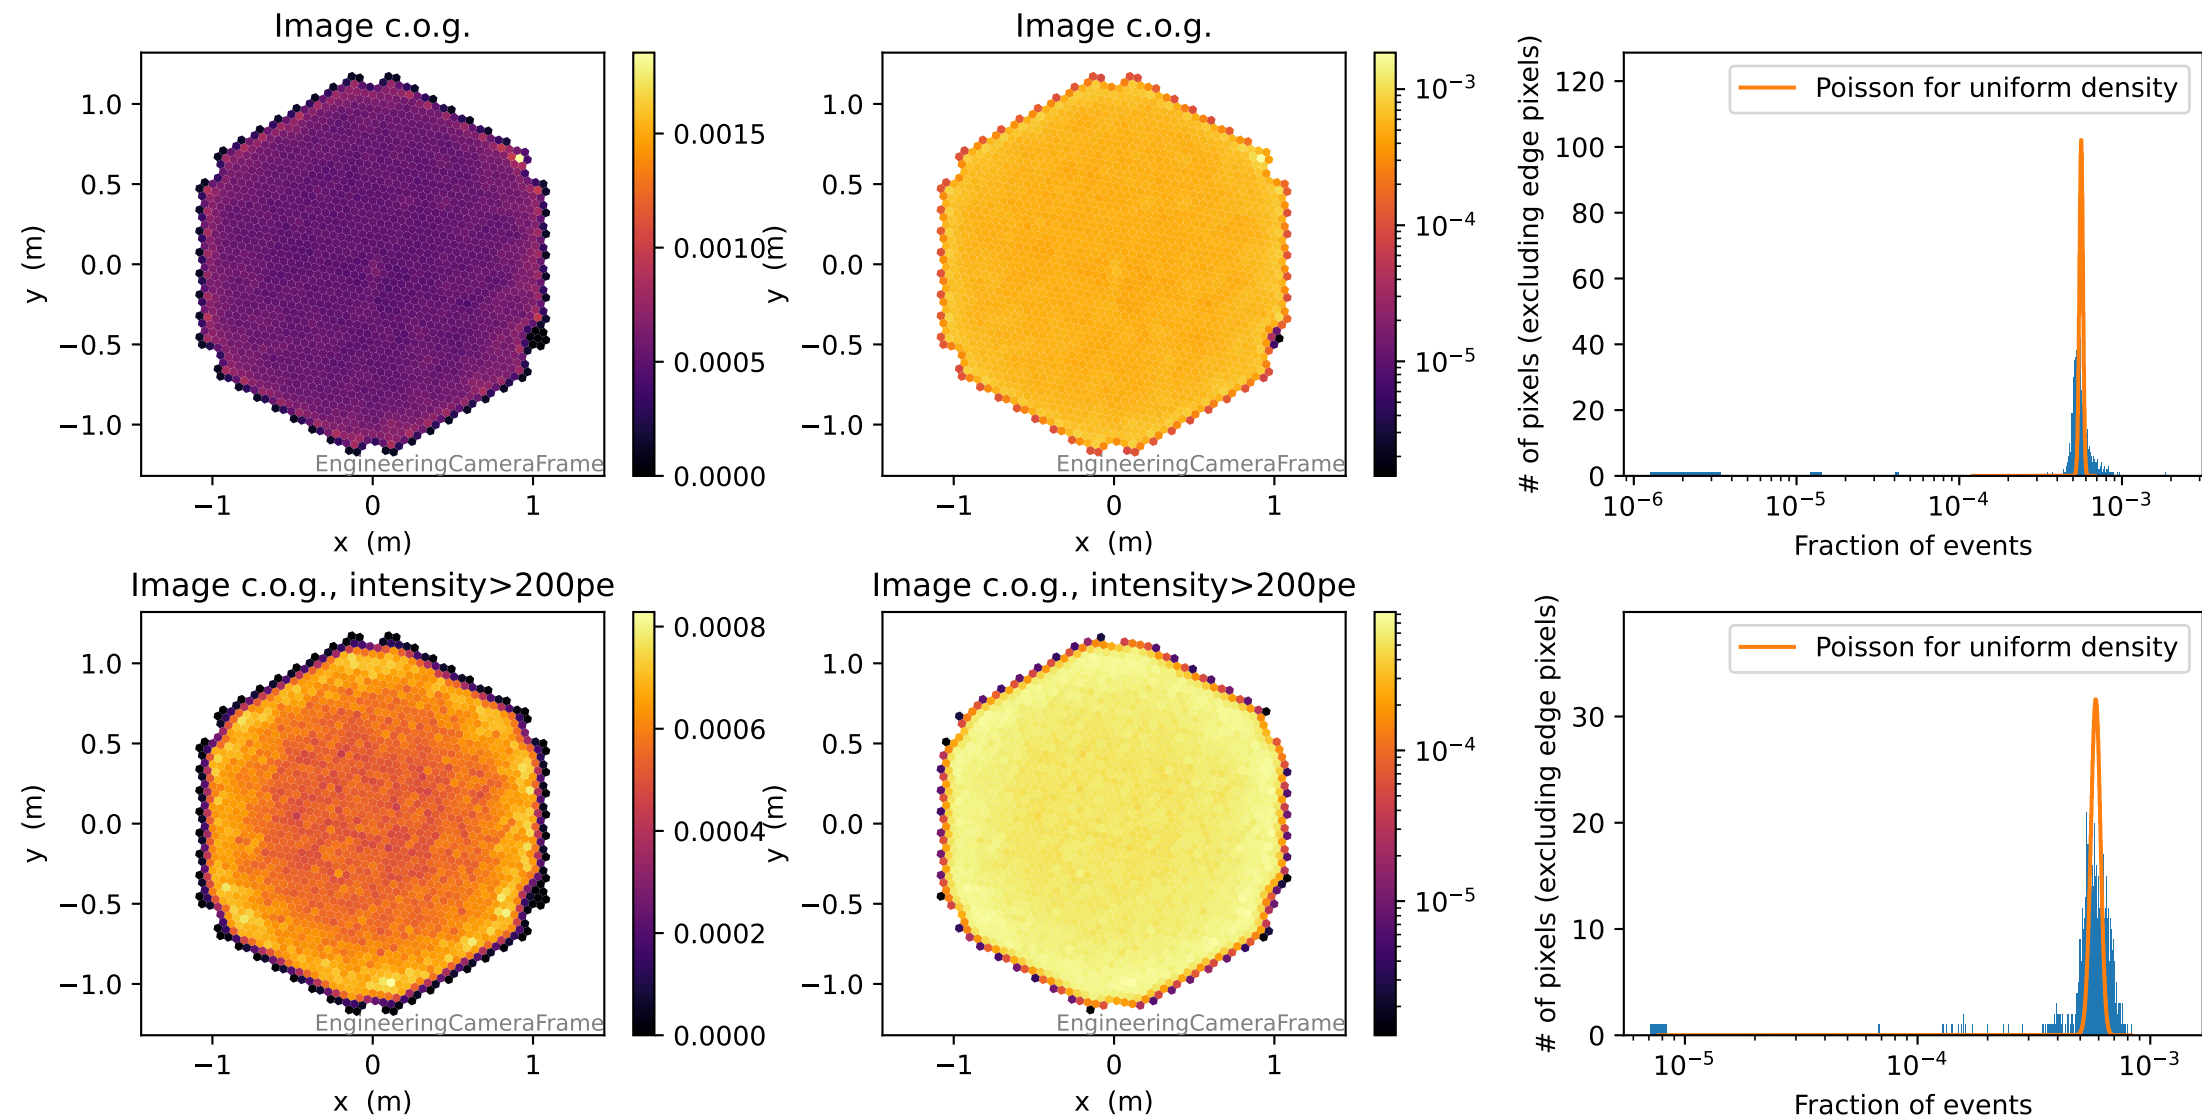 Image c.o.g.
1.0
0.5
0.0
−0.5
−1.0
y (m)
−1
0
1
x (m)
EngineeringCameraFrame
0.0015
0.0010
0.0005
0.0000
Image c.o.g.
1.0
0.5
0.0
−0.5
−1.0
y (m)
−1
0
1
x (m)
EngineeringCameraFrame
10⁻³
10⁻⁴
10⁻⁵
# of pixels (excluding edge pixels)
120
100
80
60
40
20
0
Poisson for uniform density
10⁻⁶
10⁻⁵
10⁻⁴
10⁻³
Fraction of events
Image c.o.g., intensity>200pe
1.0
0.5
0.0
−0.5
−1.0
y (m)
−1
0
1
x (m)
EngineeringCameraFrame
0.0008
0.0006
0.0004
0.0002
0.0000
Image c.o.g., intensity>200pe
1.0
0.5
0.0
−0.5
−1.0
y (m)
−1
0
1
x (m)
EngineeringCameraFrame
10⁻⁴
10⁻⁵
# of pixels (excluding edge pixels)
30
20
10
0
Poisson for uniform density
10⁻⁵
10⁻⁴
10⁻³
Fraction of events